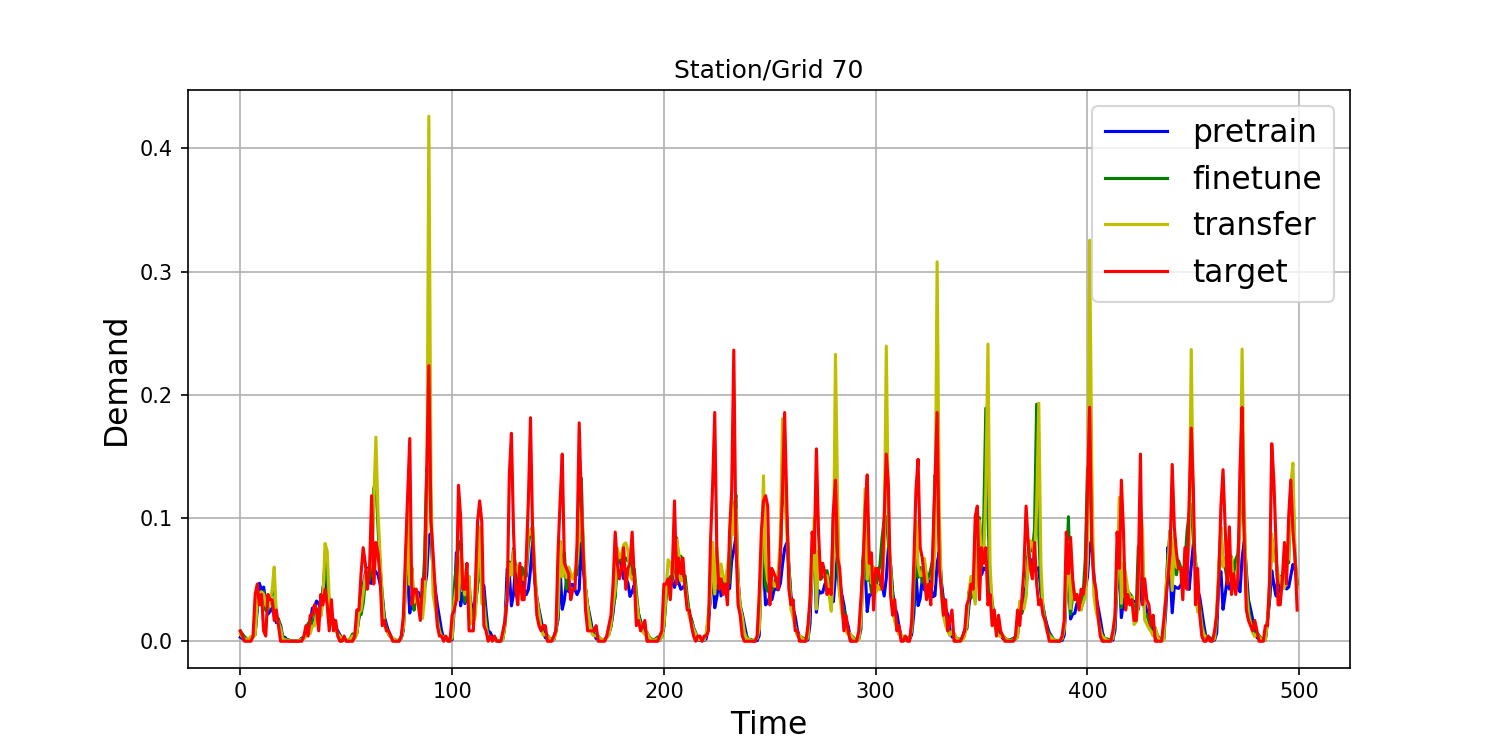 Station/Grid 70
Demand
0.4
0.3
0.2
0.1
0.0
pretrain
finetune
transfer
target
0 100 200 300 400 500
Time